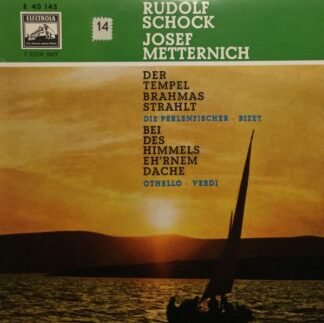 E 40 145
ELECTROLA
7 EGW 8677
14
RUDOLF
SCHOCK
JOSEF
METTERNICH
DER
TEMPEL
BRAHMAS
STRAHLT
DIE PERLENFISCHER - BIZET
BEI
DES
HIMMELS
EH'RNEM
DACHE
OTHELLO - VERDI